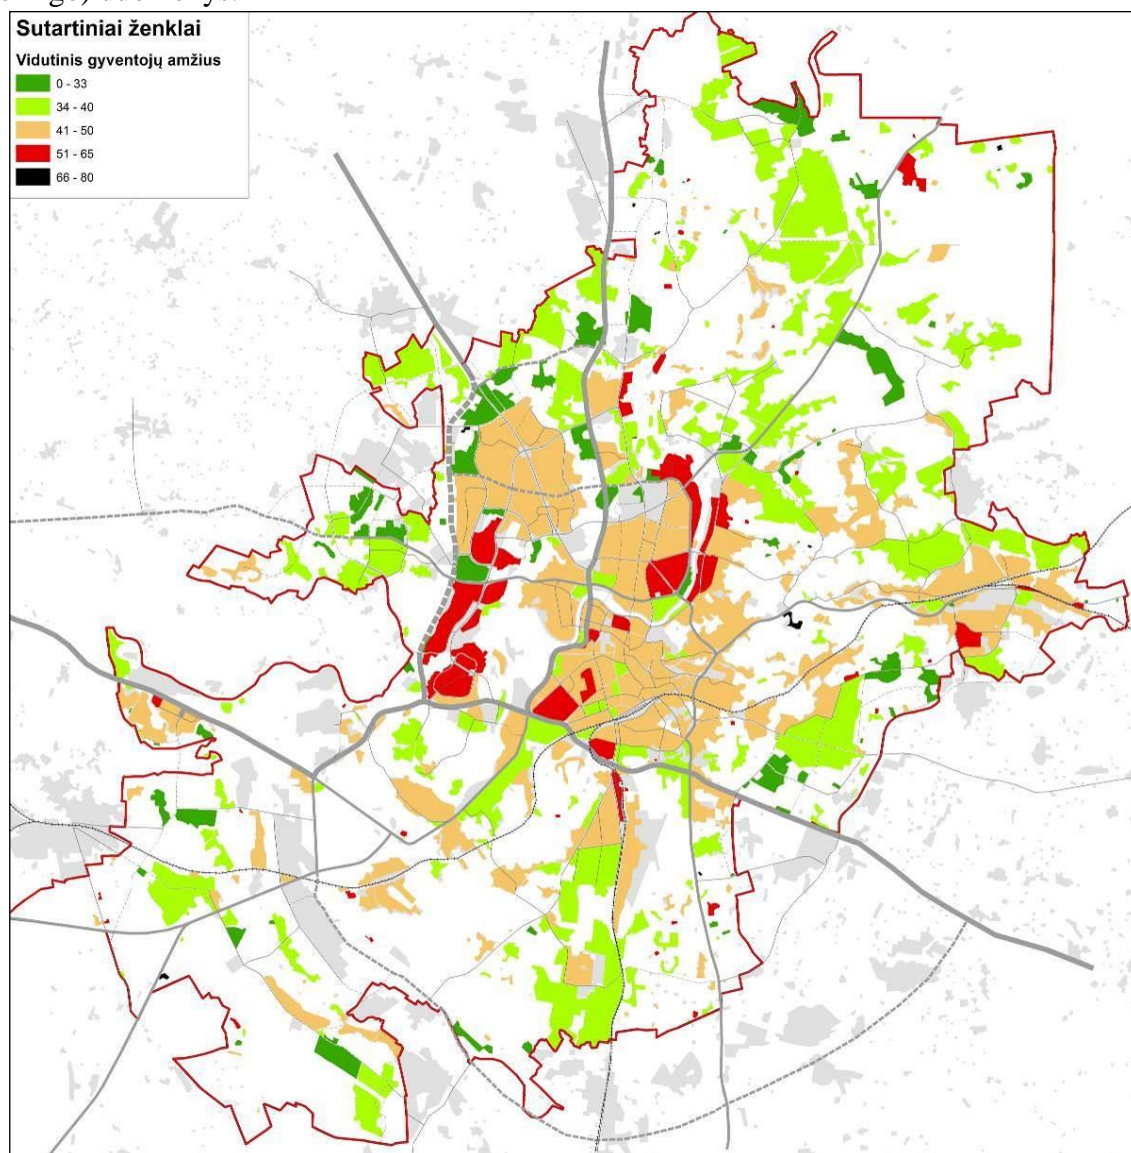 Sutartiniai ženklai
Vidutinis gyventojų amžius
0 - 33
34 - 40
41 - 50
51 - 65
66 - 80